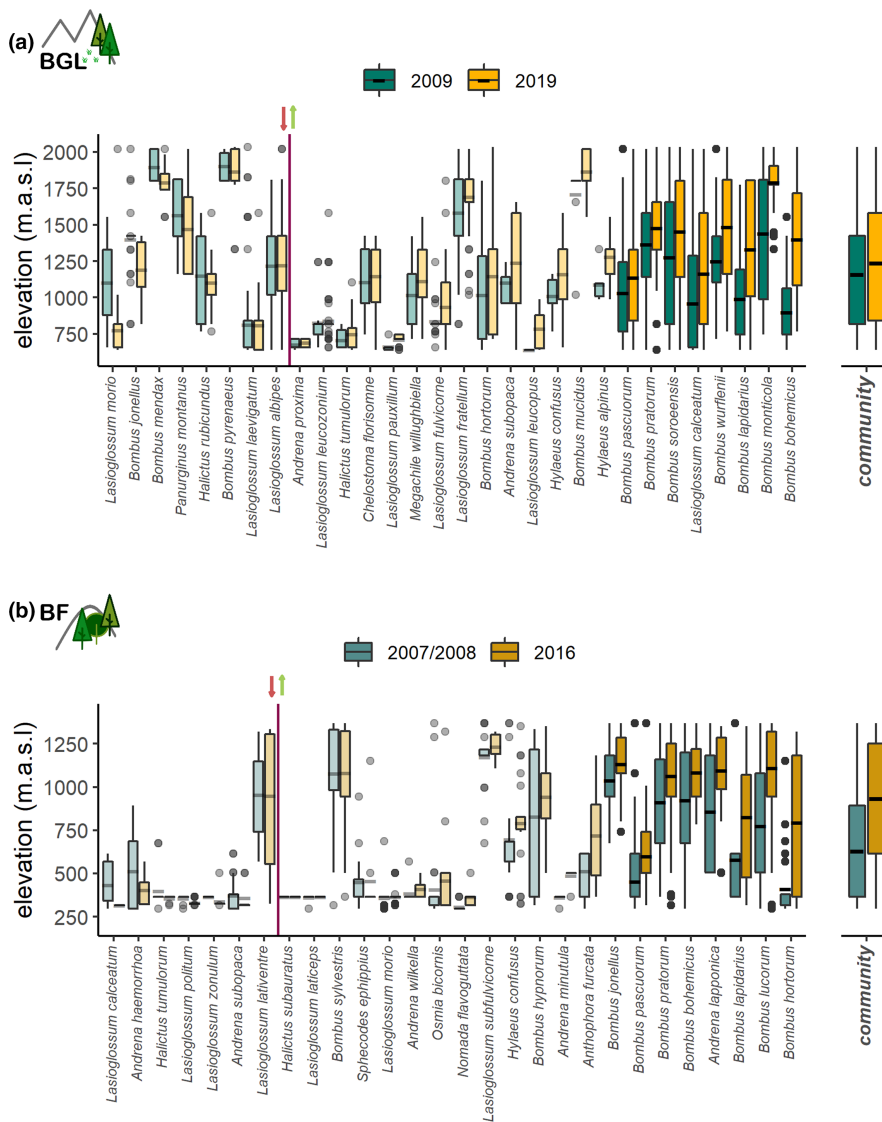 (a)
BGL
2009 2019
elevation (m.a.s.l)
2000
1750
1500
1250
1000
750
Lasioglossum morio
Bombus jonellus
Bombus mendax
Panurginus montanus
Halictus rubicundus
Bombus pyrenaeus
Lasioglossum laevigatum
Lasioglossum albipes
Andrena proxima
Lasioglossum leucozonium
Halictus tumulorum
Chelostoma florisomne
Lasioglossum pauxillum
Megachile willughbiella
Lasioglossum fulvicorne
Lasioglossum fratellum
Bombus hortorum
Andrena subopaca
Lasioglossum leucopus
Hylaeus confusus
Bombus mucidus
Hylaeus alpinus
Bombus pascuorum
Bombus pratorum
Bombus soroeensis
Lasioglossum calceatum
Bombus wurflenii
Bombus lapidarius
Bombus monticola
Bombus bohemicus
community
(b) BF
2007/2008 2016
elevation (m.a.s.l)
1250
1000
750
500
250
Lasioglossum calceatum
Andrena haemorrhoa
Halictus tumulorum
Lasioglossum politum
Lasioglossum zonulum
Andrena subopaca
Lasioglossum lativentre
Halictus subauratus
Lasioglossum laticeps
Bombus sylvestris
Sphecodes ephippius
Lasioglossum morio
Andrena wilkella
Osmia bicornis
Nomada flavoguttata
Lasioglossum subfulvicorne
Hylaeus confusus
Bombus hypnorum
Andrena minutula
Anthophora furcata
Bombus jonellus
Bombus pascuorum
Bombus pratorum
Bombus bohemicus
Andrena lapponica
Bombus lapidarius
Bombus lucorum
Bombus hortorum
community